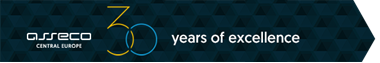 asseco
CENTRAL EUROPE
30
years of excellence